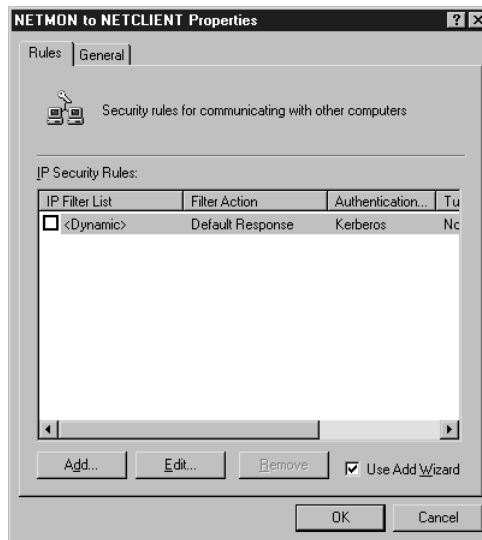 NETMON to NETCLIENT Properties
Rules General
Security rules for communicating with other computers
IP Security Rules:
IP Filter List Filter Action Authentication... Tu
<Dynamic> Default Response Kerberos Nc
Add... Edit... Remove Use Add Wizard
OK Cancel